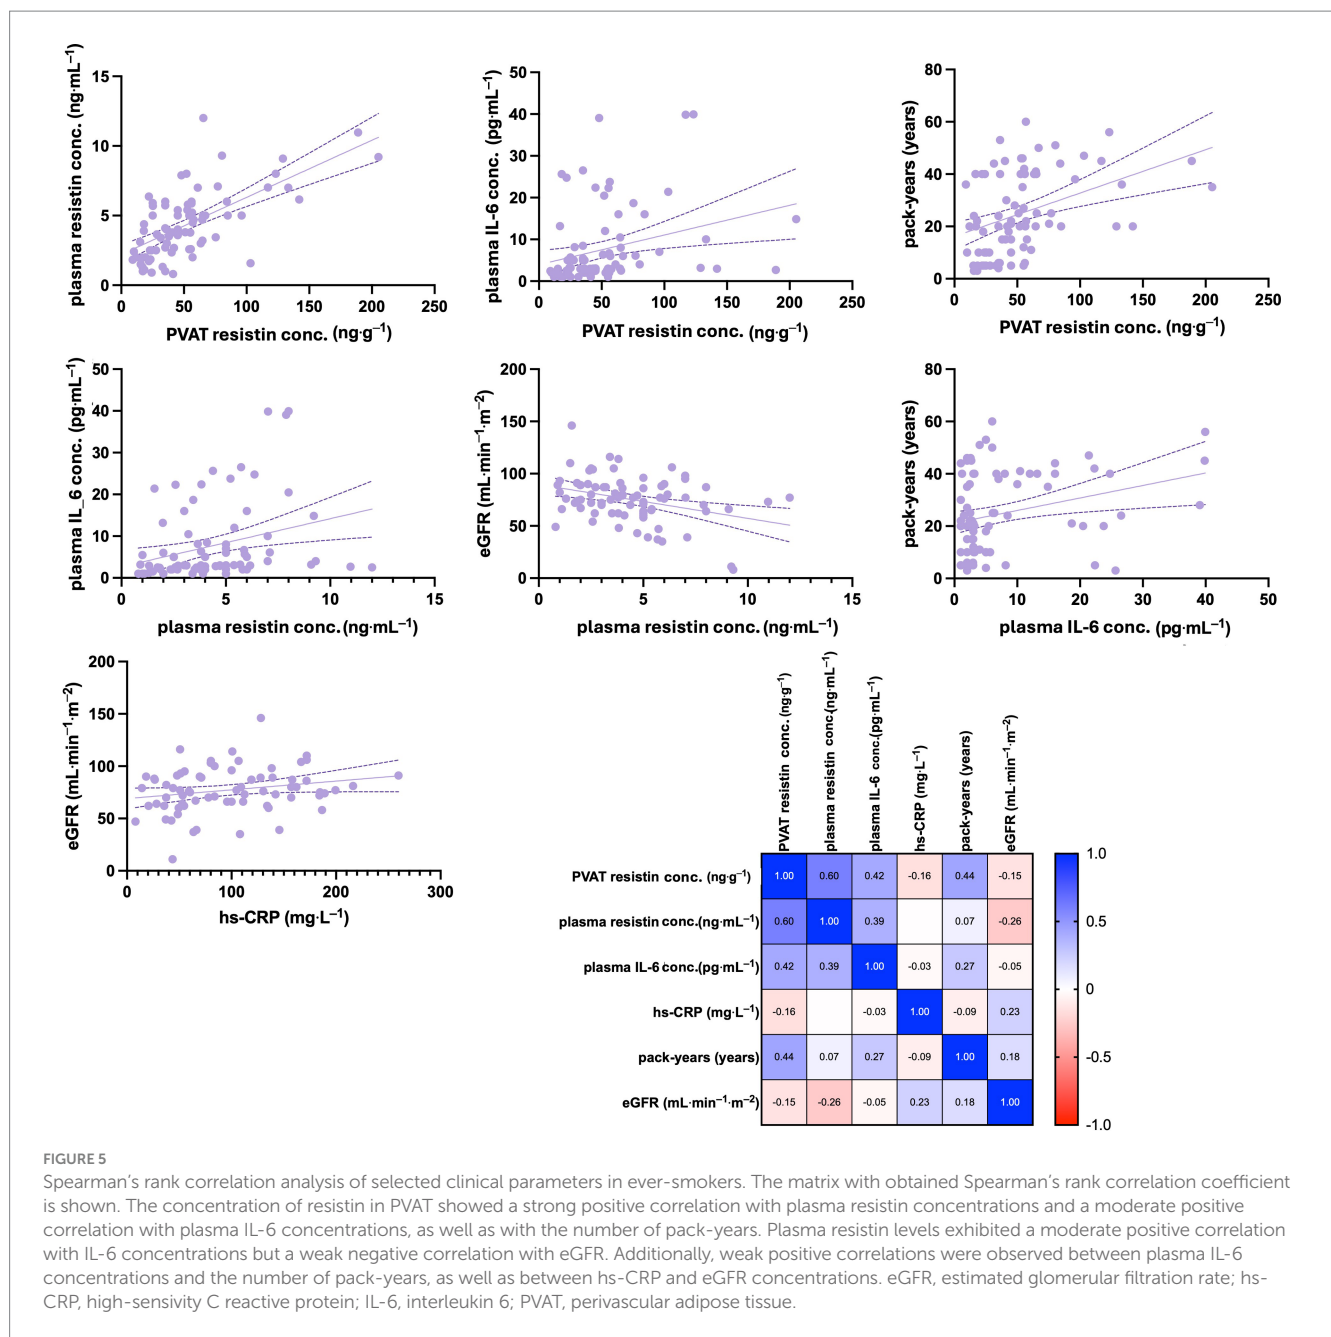 plasma resistin conc. (ng·mL⁻¹)
15
10
5
0
0 50 100 150 200 250
PVAT resistin conc. (ng·g⁻¹)
plasma IL-6 conc. (pg·mL⁻¹)
50
40
30
20
10
0
0 50 100 150 200 250
PVAT resistin conc. (ng·g⁻¹)
pack-years (years)
80
60
40
20
0
0 50 100 150 200 250
PVAT resistin conc. (ng·g⁻¹)
plasma IL_6 conc. (pg·mL⁻¹)
50
40
30
20
10
0
0 5 10 15
plasma resistin conc. (ng·mL⁻¹)
eGFR (mL·min⁻¹·m⁻²)
200
150
100
50
0
0 5 10 15
plasma resistin conc. (ng·mL⁻¹)
pack-years (years)
80
60
40
20
0
0 10 20 30 40 50
plasma IL-6 conc. (pg·mL⁻¹)
eGFR (mL·min⁻¹·m⁻²)
200
150
100
50
0
0 100 200 300
hs-CRP (mg·L⁻¹)
PVAT resistin conc. (ng·g⁻¹)
plasma resistin conc.(ng·mL⁻¹)
plasma IL-6 conc.(pg·mL⁻¹)
hs-CRP (mg·L⁻¹)
pack-years (years)
eGFR (mL·min⁻¹·m⁻²)
PVAT resistin conc. (ng·g⁻¹) 1.00 0.60 0.42 -0.16 0.44 -0.15
plasma resistin conc.(ng·mL⁻¹) 0.60 1.00 0.39 0.07 -0.26
plasma IL-6 conc.(pg·mL⁻¹) 0.42 0.39 1.00 -0.03 0.27 -0.05
hs-CRP (mg·L⁻¹) -0.16 -0.03 1.00 -0.09 0.23
pack-years (years) 0.44 0.07 0.27 -0.09 1.00 0.18
eGFR (mL·min⁻¹·m⁻²) -0.15 -0.26 -0.05 0.23 0.18 1.00
1.0
0.5
0
-0.5
-1.0
FIGURE 5
Spearman's rank correlation analysis of selected clinical parameters in ever-smokers. The matrix with obtained Spearman's rank correlation coefficient
is shown. The concentration of resistin in PVAT showed a strong positive correlation with plasma resistin concentrations and a moderate positive
correlation with plasma IL-6 concentrations, as well as with the number of pack-years. Plasma resistin levels exhibited a moderate positive correlation
with IL-6 concentrations but a weak negative correlation with eGFR. Additionally, weak positive correlations were observed between plasma IL-6
concentrations and the number of pack-years, as well as between hs-CRP and eGFR concentrations. eGFR, estimated glomerular filtration rate; hs-
CRP, high-sensivity C reactive protein; IL-6, interleukin 6; PVAT, perivascular adipose tissue.